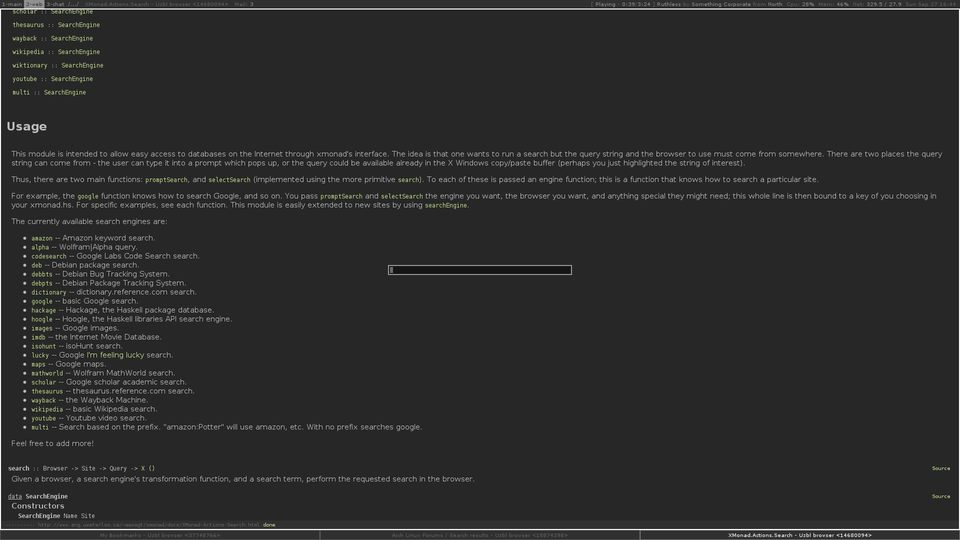 1-main 2-web 3-chat /.../ XMonad.Actions.Search - Uzbl browser <14680094> Mail: 3 [ Playing - 0:39/3:24 ] Ruthless by Something Corporate from North Cpu: 28% Mem: 46% Net: 329.5 / 27.9 Sun Sep 27 16:46
scholar :: SearchEngine
thesaurus :: SearchEngine
wayback :: SearchEngine
wikipedia :: SearchEngine
wiktionary :: SearchEngine
youtube :: SearchEngine
multi :: SearchEngine
Usage
This module is intended to allow easy access to databases on the Internet through xmonad's interface. The idea is that one wants to run a search but the query string and the browser to use must come from somewhere. There are two places the query
string can come from - the user can type it into a prompt which pops up, or the query could be available already in the X Windows copy/paste buffer (perhaps you just highlighted the string of interest).
Thus, there are two main functions: promptSearch, and selectSearch (implemented using the more primitive search). To each of these is passed an engine function; this is a function that knows how to search a particular site.
For example, the google function knows how to search Google, and so on. You pass promptSearch and selectSearch the engine you want, the browser you want, and anything special they might need; this whole line is then bound to a key of you choosing in
your xmonad.hs. For specific examples, see each function. This module is easily extended to new sites by using searchEngine.
The currently available search engines are:
amazon -- Amazon keyword search.
alpha -- Wolfram|Alpha query.
codesearch -- Google Labs Code Search search.
deb -- Debian package search.
debbts -- Debian Bug Tracking System.
debpts -- Debian Package Tracking System.
dictionary -- dictionary.reference.com search.
google -- basic Google search.
hackage -- Hackage, the Haskell package database.
hoogle -- Hoogle, the Haskell libraries API search engine.
images -- Google images.
imdb -- the Internet Movie Database.
isohunt -- isoHunt search.
lucky -- Google I'm feeling lucky search.
maps -- Google maps.
mathworld -- Wolfram MathWorld search.
scholar -- Google scholar academic search.
thesaurus -- thesaurus.reference.com search.
wayback -- the Wayback Machine.
wikipedia -- basic Wikipedia search.
youtube -- Youtube video search.
multi -- Search based on the prefix. "amazon:Potter" will use amazon, etc. With no prefix searches google.
Feel free to add more!
search :: Browser -> Site -> Query -> X () Source
Given a browser, a search engine's transformation function, and a search term, perform the requested search in the browser.
data SearchEngine Source
Constructors
SearchEngine Name Site
done
My Bookmarks - Uzbl browser Arch Linux Forums / Search results - Uzbl browser XMonad.Actions.Search - Uzbl browser <14680094>